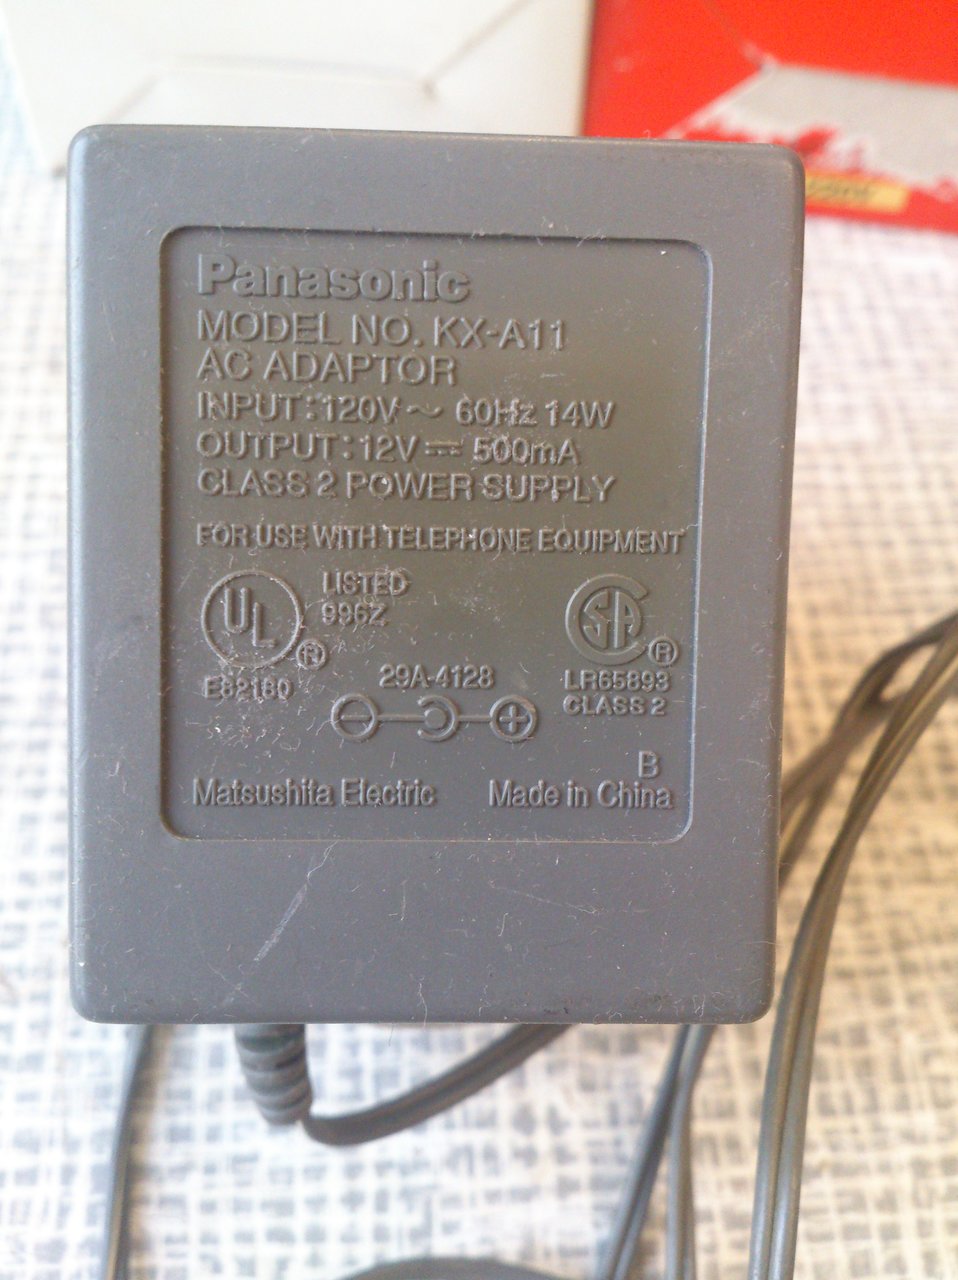 Panasonic
MODEL NO. KX-A11
AC ADAPTOR
INPUT : 120V ~ 60Hz 14W
OUTPUT : 12V ⎓ 500mA
CLASS 2 POWER SUPPLY
FOR USE WITH TELEPHONE EQUIPMENT
UL ® LISTED
996Z
E82180
29A-4128
SA ®
LR65893
CLASS 2
B
Matsushita Electric Made in China